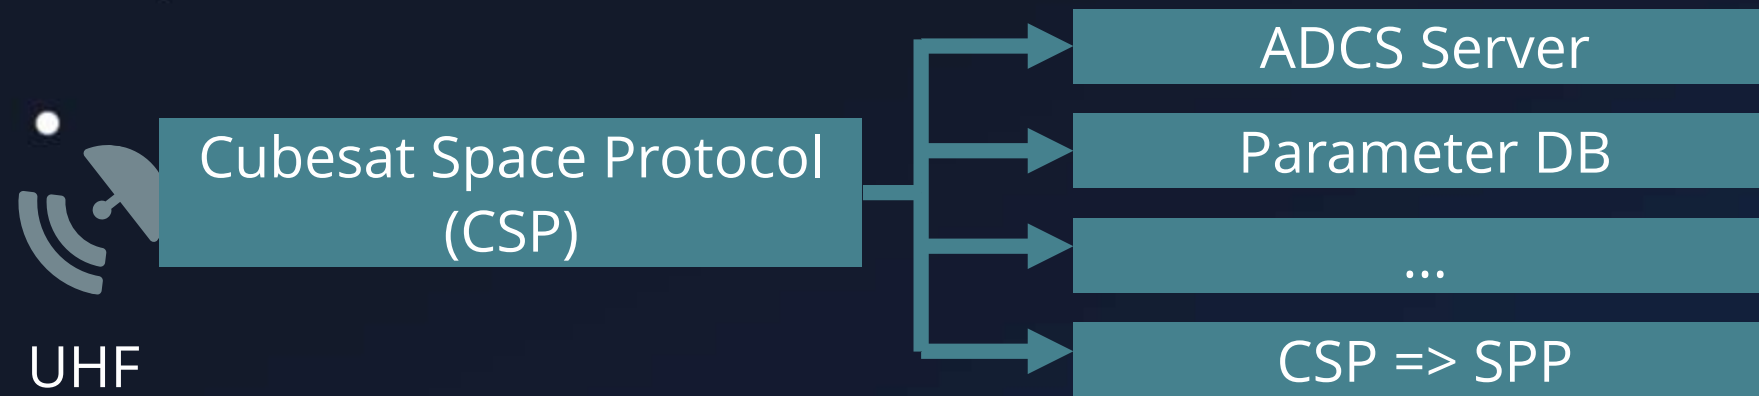 UHF
Cubesat Space Protocol
(CSP)
ADCS Server
Parameter DB
...
CSP => SPP